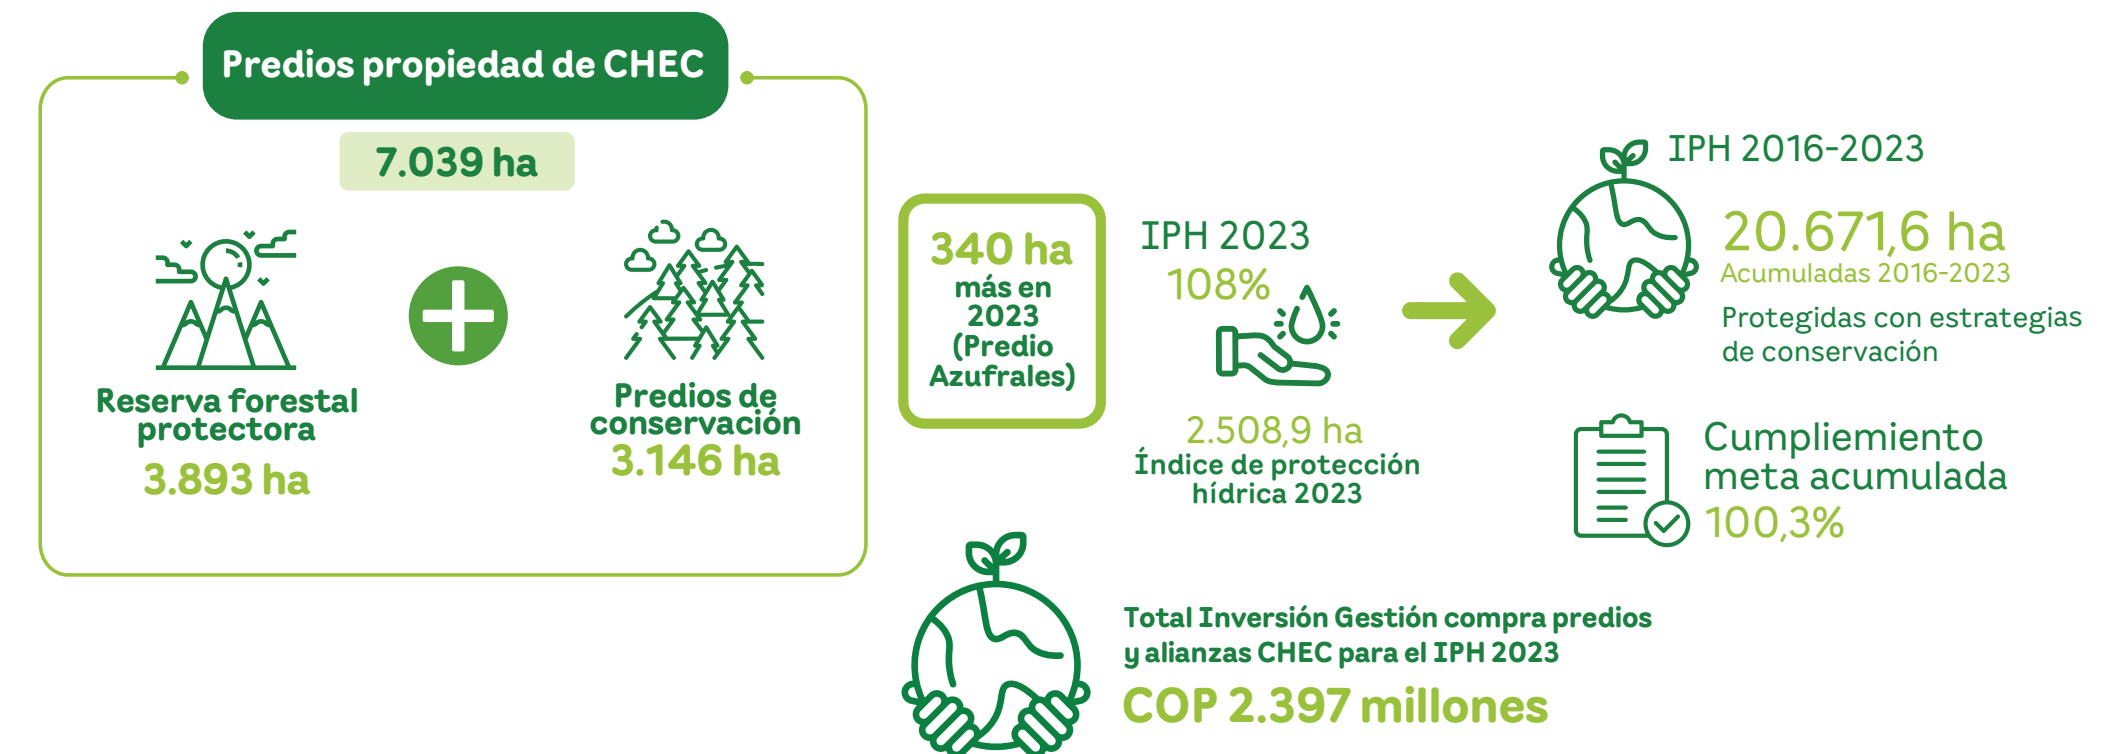 Predios propiedad de CHEC
7.039 ha
Reserva forestal
protectora
3.893 ha
Predios de
conservación
3.146 ha
340 ha
más en
2023
(Predio
Azufrales)
IPH 2023
108%
2.508,9 ha
Índice de protección
hídrica 2023
IPH 2016-2023
20.671,6 ha
Acumuladas 2016-2023
Protegidas con estrategias
de conservación
Cumpliemiento
meta acumulada
100,3%
Total Inversión Gestión compra predios
y alianzas CHEC para el IPH 2023
COP 2.397 millones